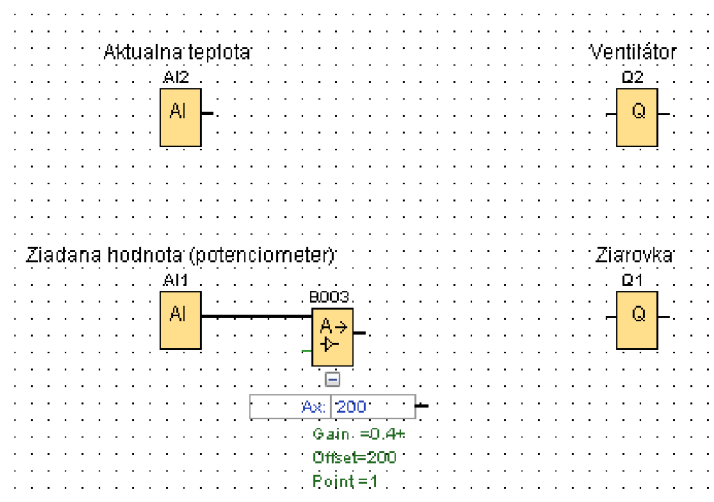 Aktualna teplota
Ventilátor
AI2
Q2
AI
Q
Ziadana hodnota (potenciometer)
Ziarovka
AI1
Q1
B003
AI
A→
Q
Ax: 200
Gain =0.4+
Offset=200
Point =1